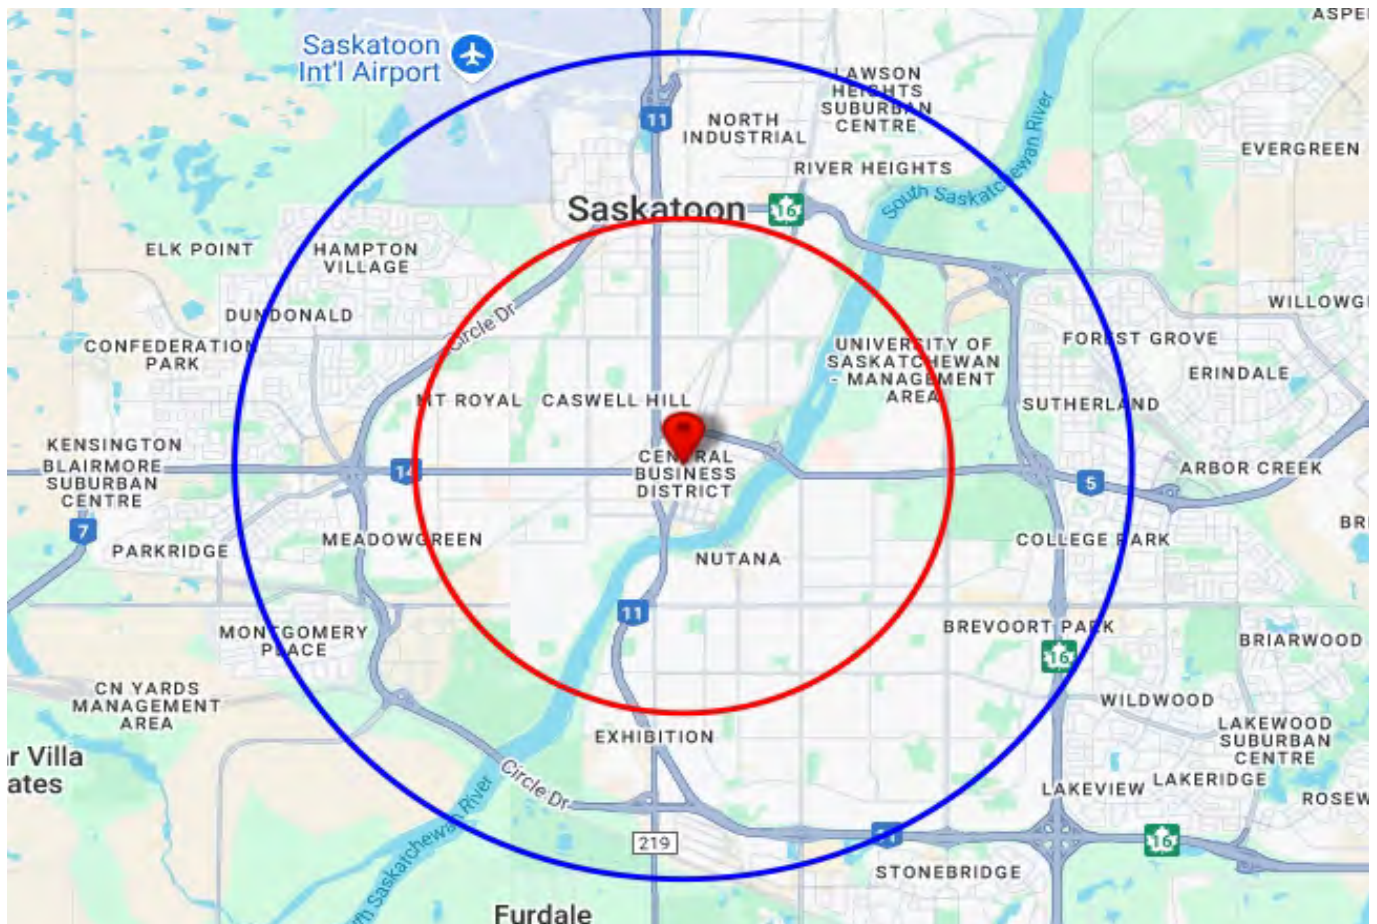 ASPE
Saskatoon
Int'l Airport
LAWSON
HEIGHTS
SUBURBAN
CENTRE
11
NORTH
INDUSTRIAL
EVERGREEN
RIVER HEIGHTS
South Saskatchewan River
Saskatoon
16
ELK POINT
HAMPTON
VILLAGE
DUNDONALD
WILLOWG
Circle Dr
CONFEDERATION
PARK
UNIVERSITY OF
SASKATCHEWAN
- MANAGEMENT
AREA
FOREST GROVE
ERINDALE
MT ROYAL
CASWELL HILL
SUTHERLAND
KENSINGTON
BLAIRMORE
SUBURBAN
CENTRE
14
CENTRAL
BUSINESS
DISTRICT
5
ARBOR CREEK
7
PARKRIDGE
MEADOWGREEN
NUTANA
COLLEGE PARK
BRI
11
MONTGOMERY
PLACE
BREVOORT PARK
BRIARWOOD
16
CN YARDS
MANAGEMENT
AREA
WILDWOOD
EXHIBITION
LAKEWOOD
SUBURBAN
CENTRE
r Villa
ates
Circle Dr
LAKEVIEW
LAKERIDGE
ROSEW
219
16
h Saskatchewan River
STONEBRIDGE
Furdale